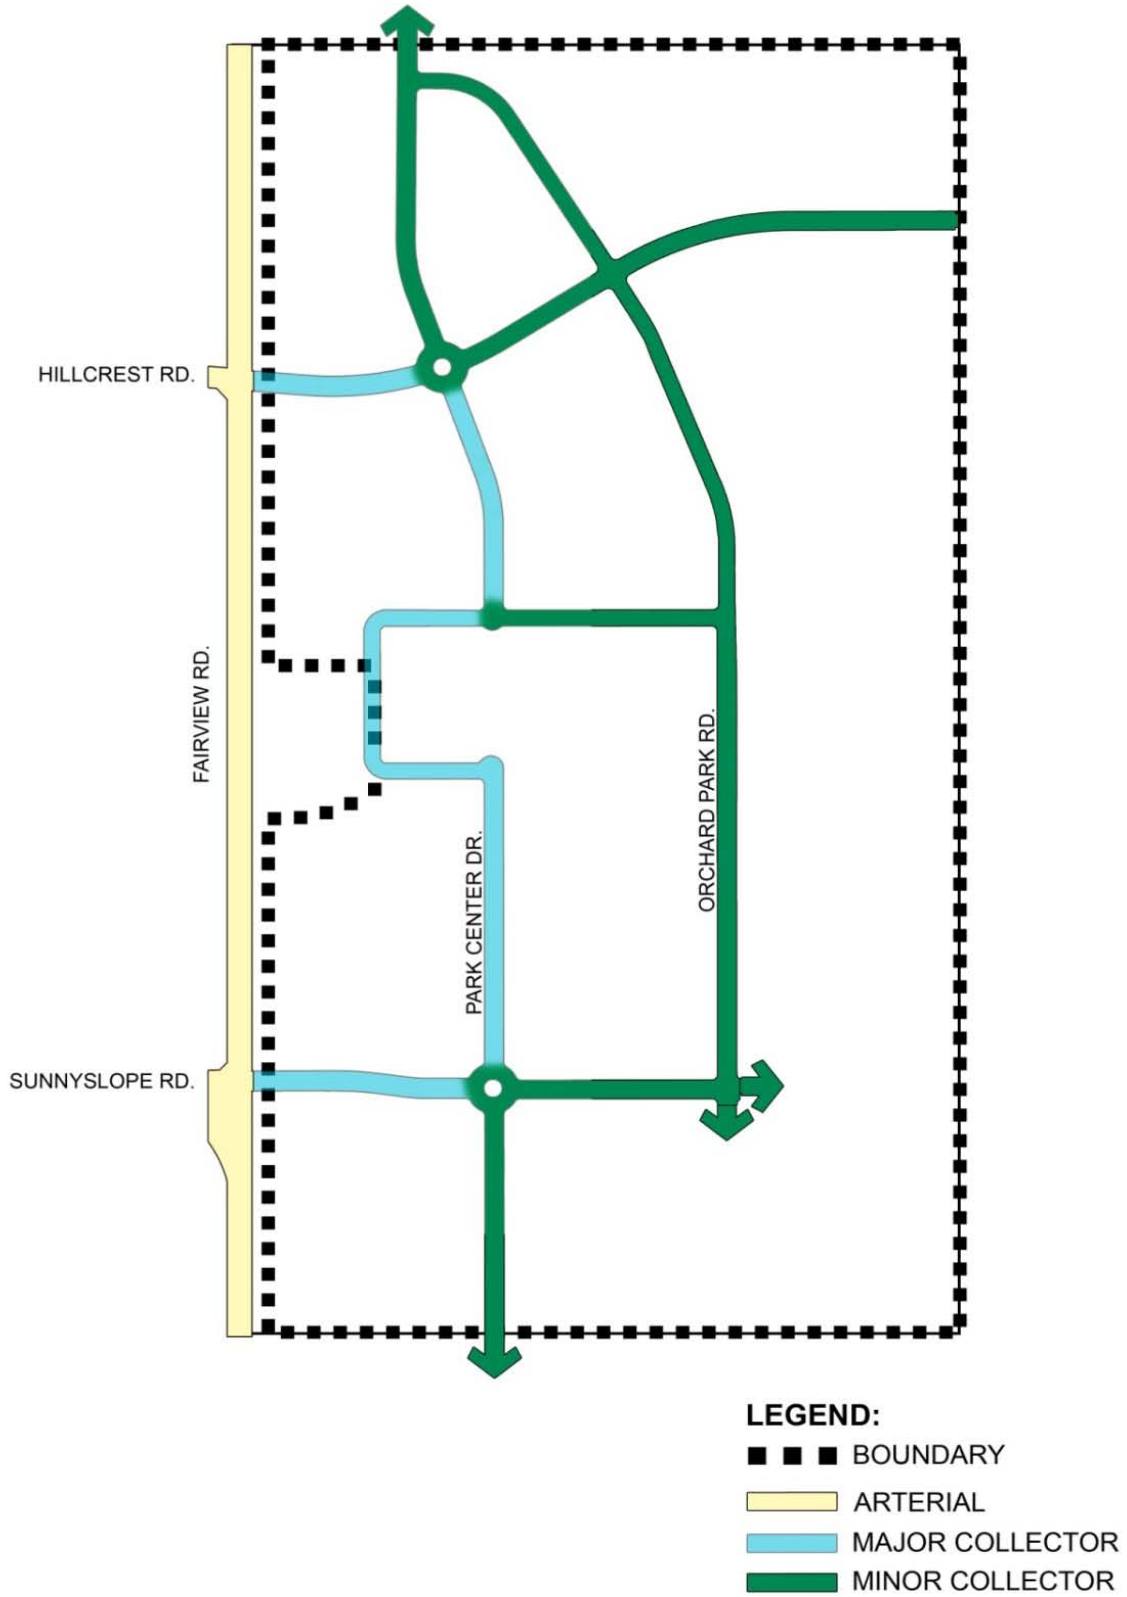 HILLCREST RD.
FAIRVIEW RD.
ORCHARD PARK RD.
PARK CENTER DR.
SUNNYSLOPE RD.
LEGEND:
BOUNDARY
ARTERIAL
MAJOR COLLECTOR
MINOR COLLECTOR